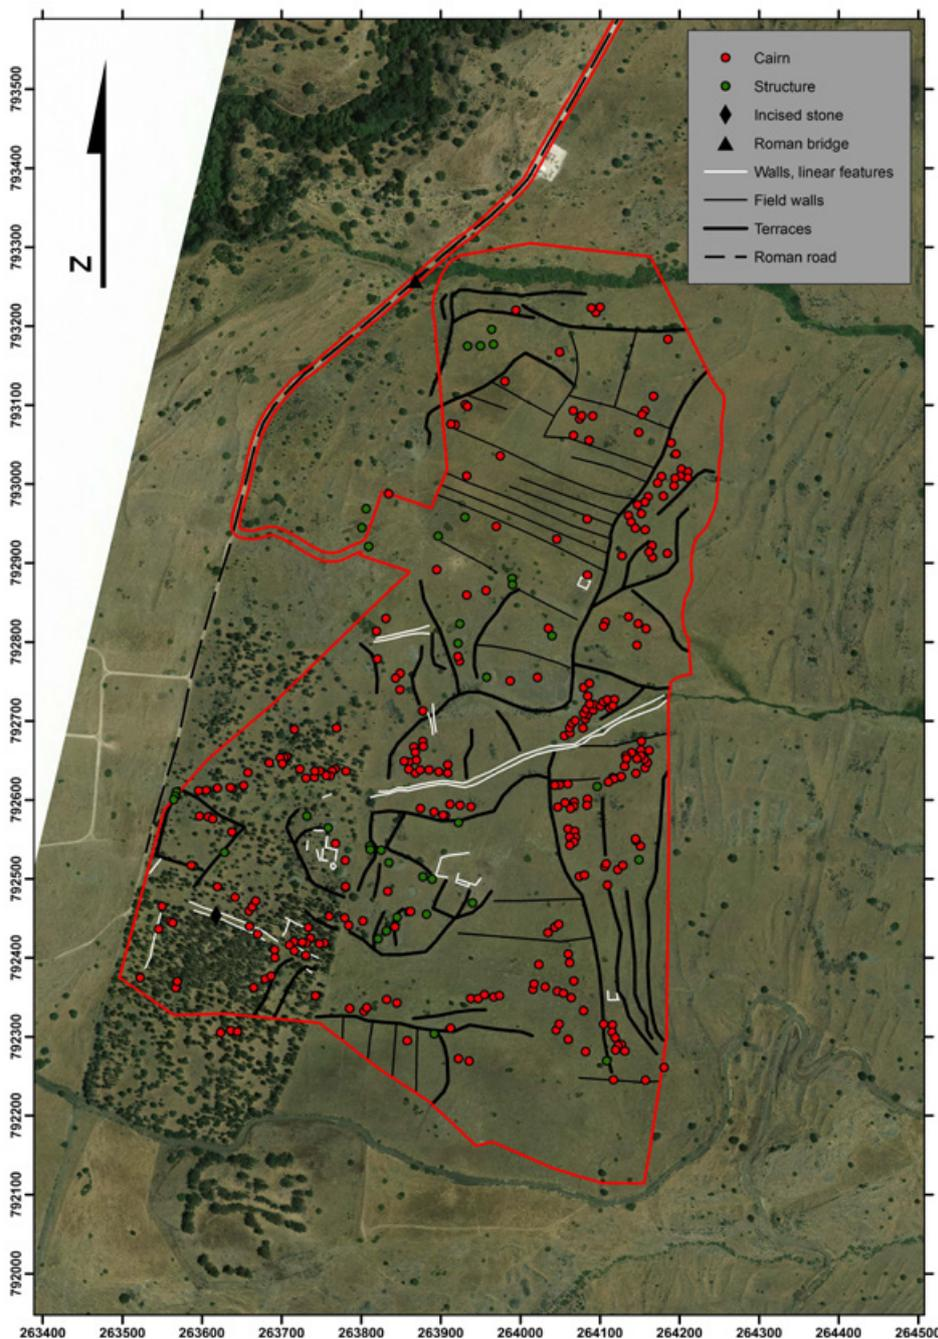 Cairn
Structure
Incised stone
Roman bridge
Walls, linear features
Field walls
Terraces
Roman road
N
793500
793400
793300
793200
793100
793000
792900
792800
792700
792600
792500
792400
792300
792200
792100
792000
263400 263500 263600 263700 263800 263900 264000 264100 264200 264300 264400 264500